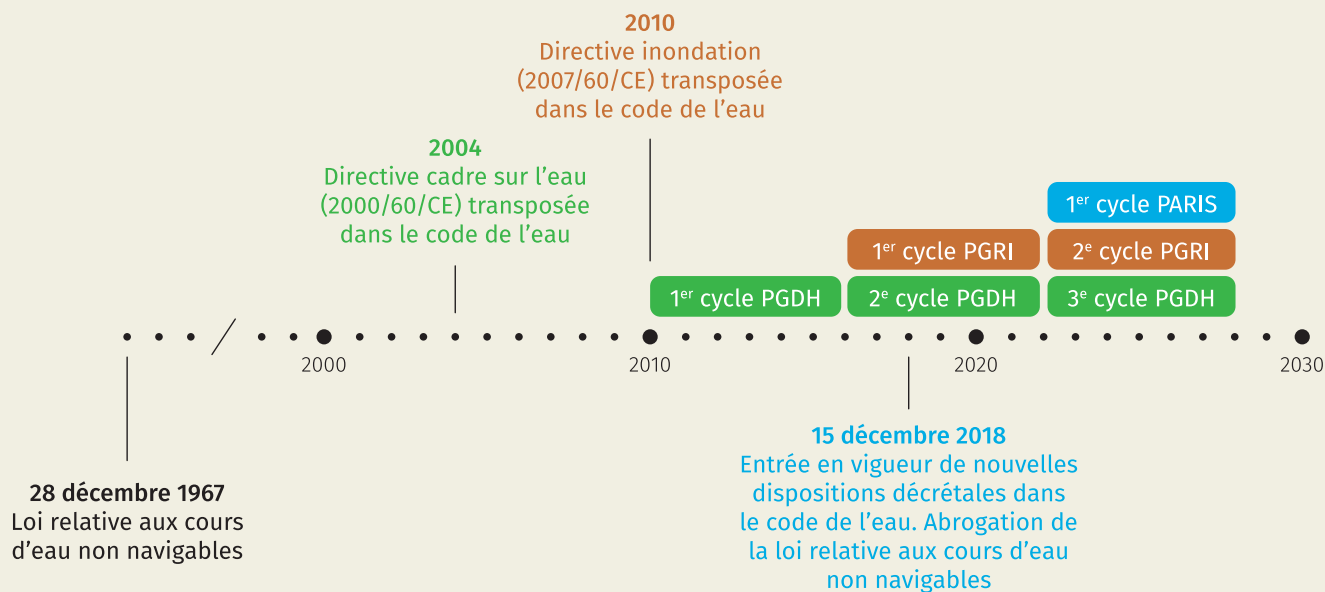 2010
Directive inondation
(2007/60/CE) transposée
dans le code de l’eau
2004
Directive cadre sur l’eau
(2000/60/CE) transposée
dans le code de l’eau
1er cycle PARIS
1er cycle PGRI
2e cycle PGRI
1er cycle PGDH
2e cycle PGDH
3e cycle PGDH
2000
2010
2020
2030
28 décembre 1967
Loi relative aux cours
d’eau non navigables
15 décembre 2018
Entrée en vigueur de nouvelles
dispositions décrétales dans
le code de l’eau. Abrogation de
la loi relative aux cours d’eau
non navigables